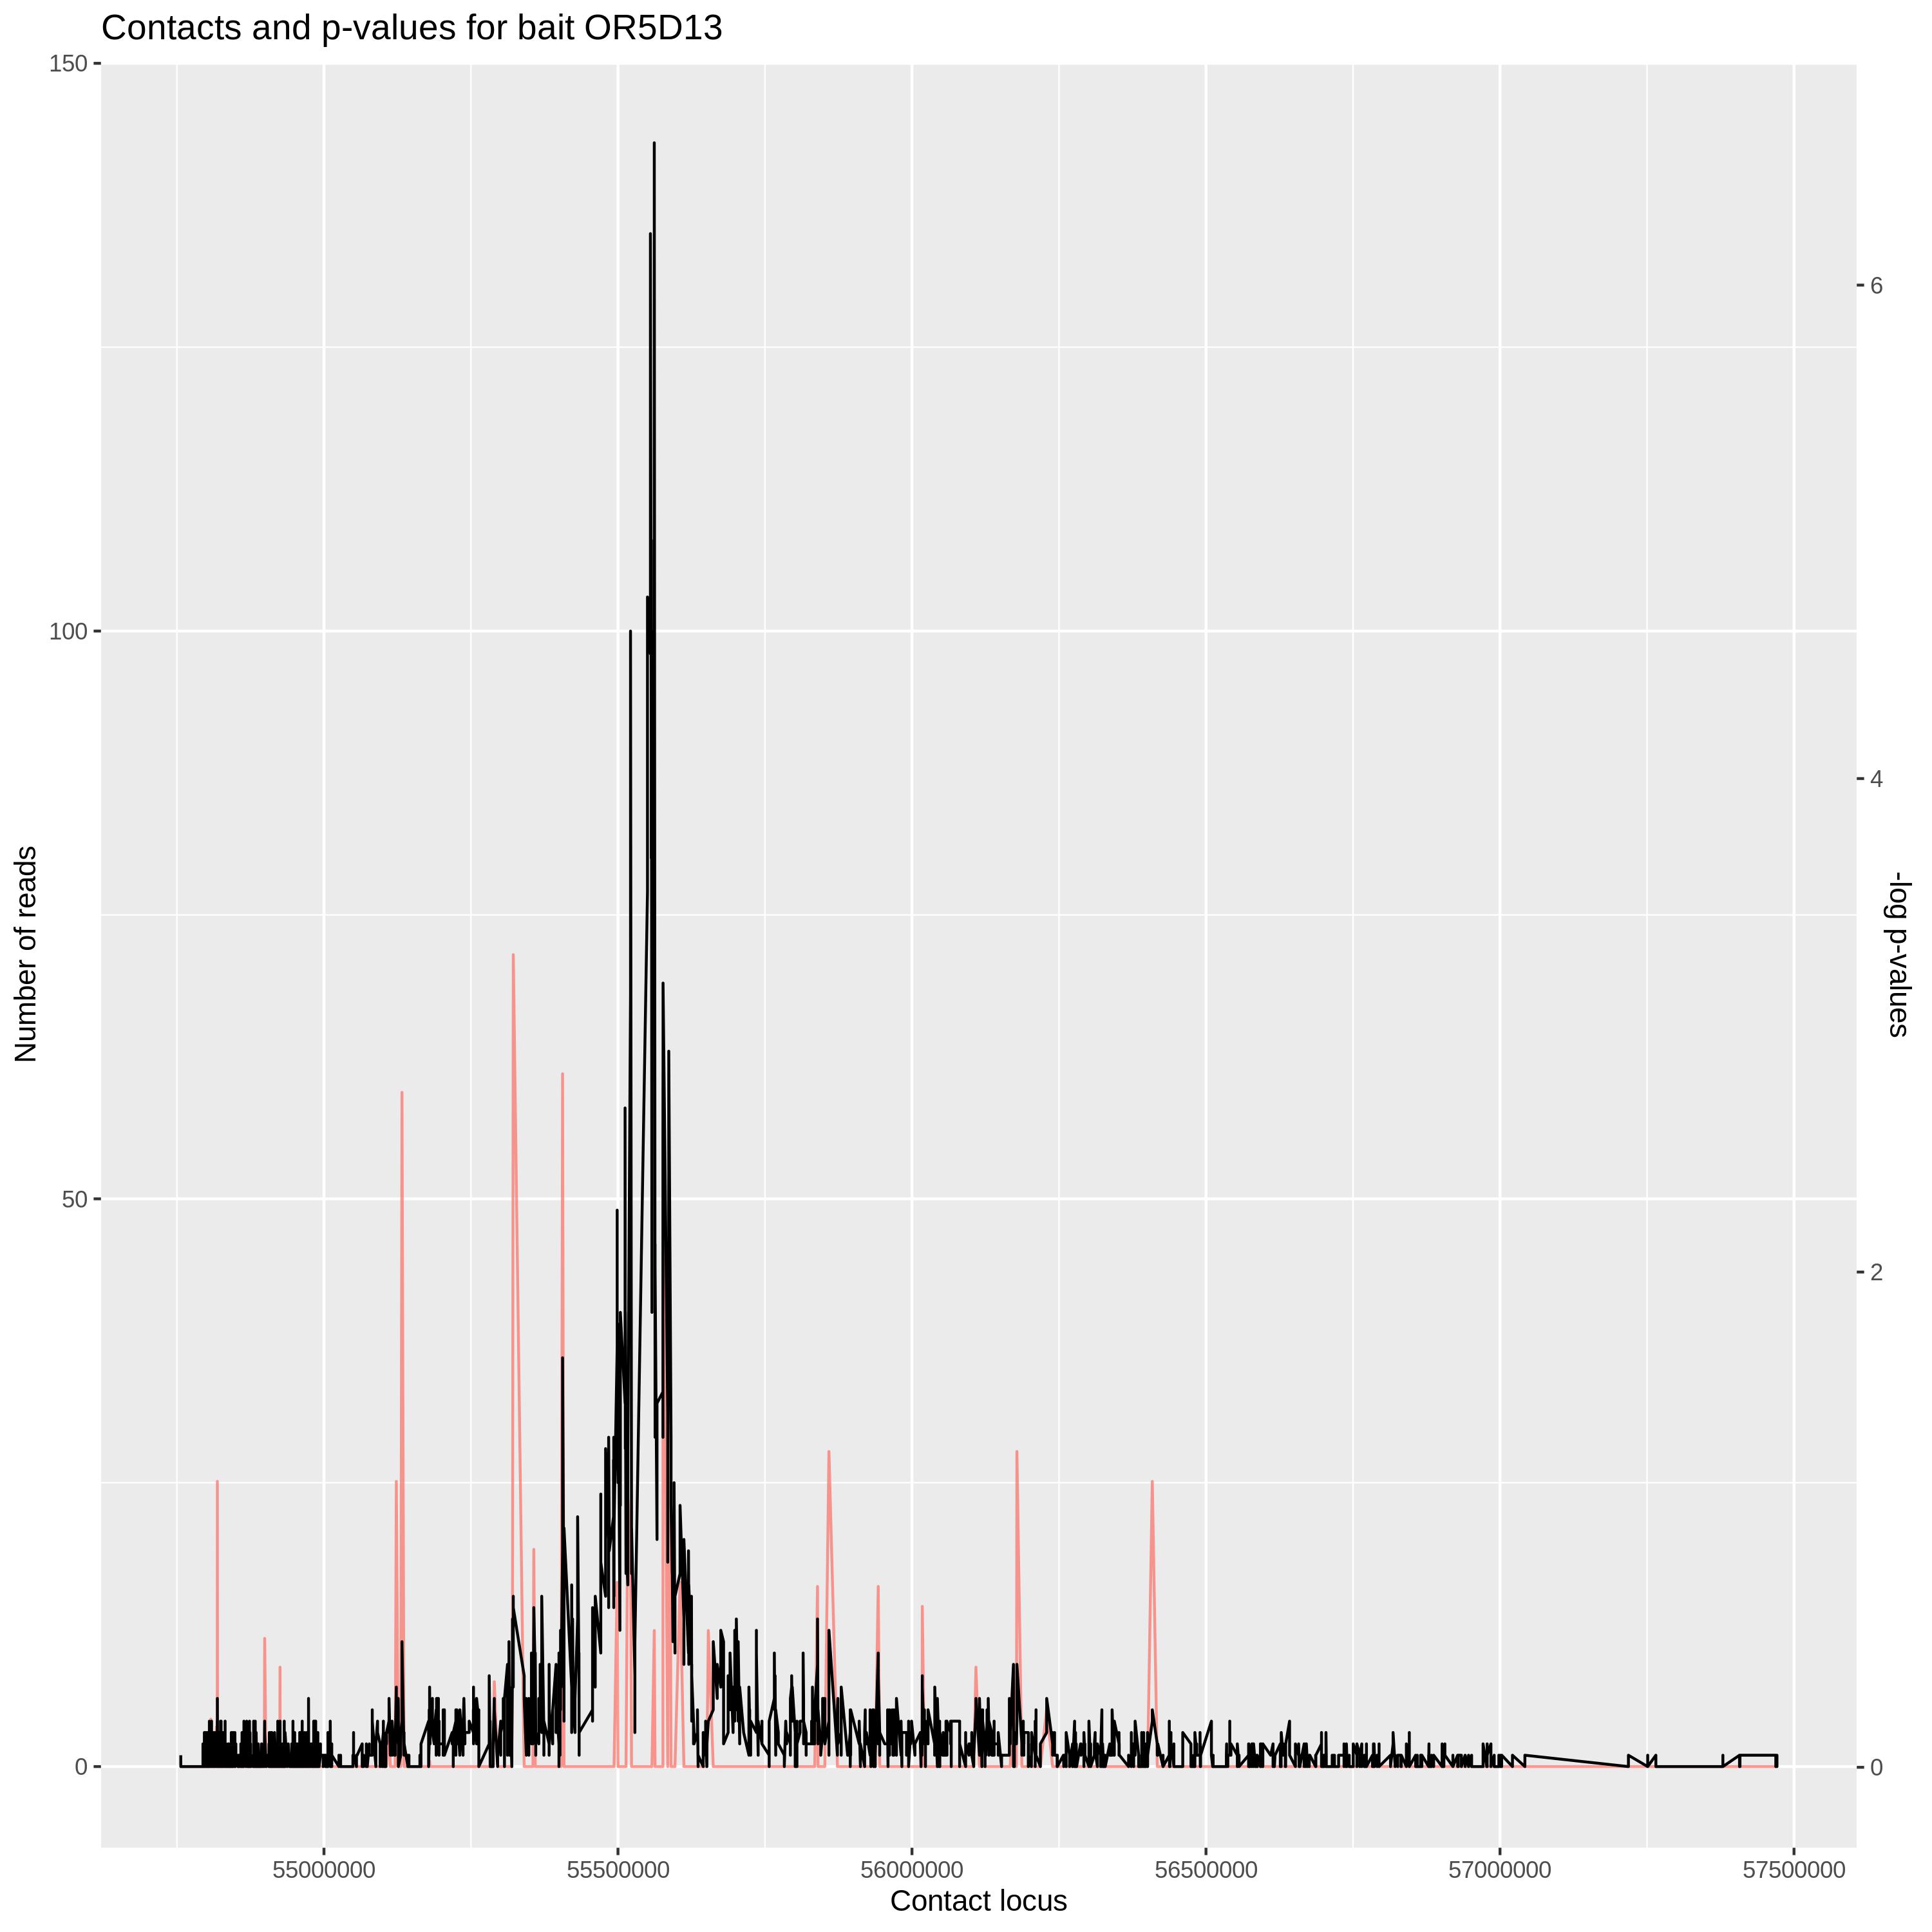 Contacts and p-values for bait OR5D13
150
100
50
0
Number of reads
6
4
2
0
-log p-values
55000000 55500000 56000000 56500000 57000000 57500000
Contact locus